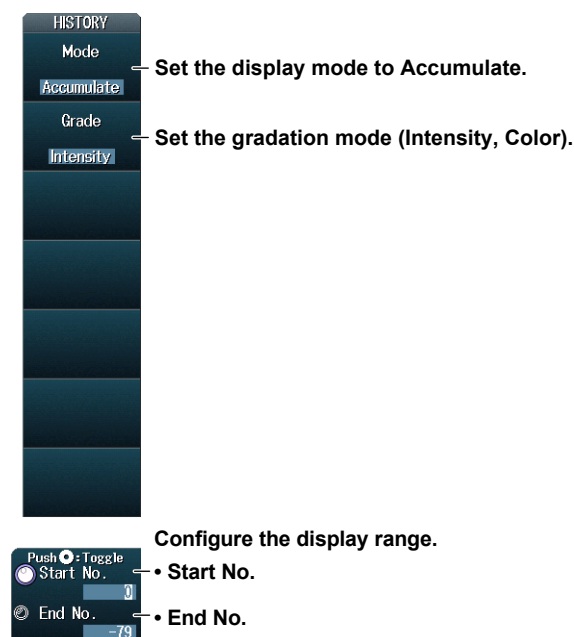 HISTORY
Mode
Accumulate
Set the display mode to Accumulate.
Grade
Intensity
Set the gradation mode (Intensity, Color).
Configure the display range.
Push : Toggle
Start No.
0
• Start No.
End No.
-79
• End No.